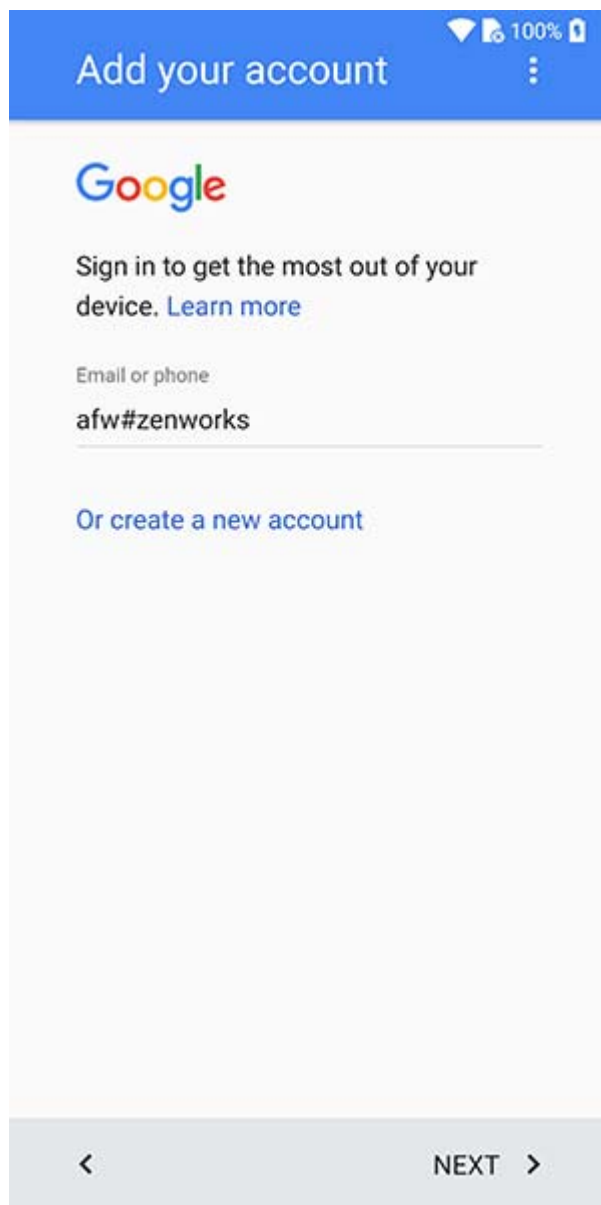 100%
Add your account
Google
Sign in to get the most out of your
device. Learn more
Email or phone
afw#zenworks
Or create a new account
NEXT